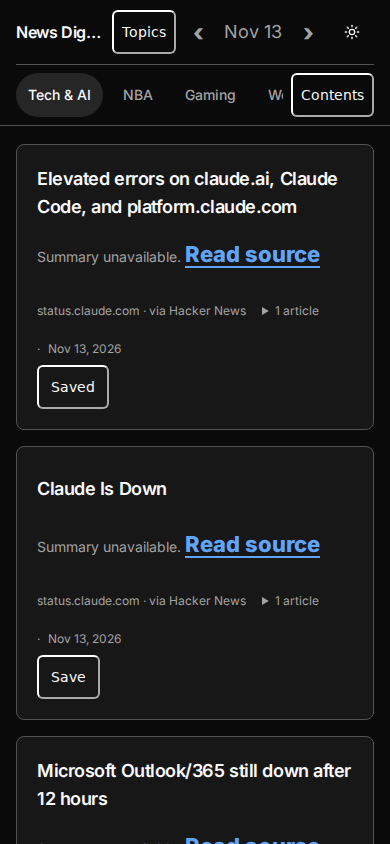 News Dig... Topics ‹ Nov 13 ›
Tech & AI NBA Gaming Wo Contents
Elevated errors on claude.ai, Claude
Code, and platform.claude.com
Summary unavailable. Read source
status.claude.com · via Hacker News ▶ 1 article
· Nov 13, 2026
Saved
Claude Is Down
Summary unavailable. Read source
status.claude.com · via Hacker News ▶ 1 article
· Nov 13, 2026
Save
Microsoft Outlook/365 still down after
12 hours